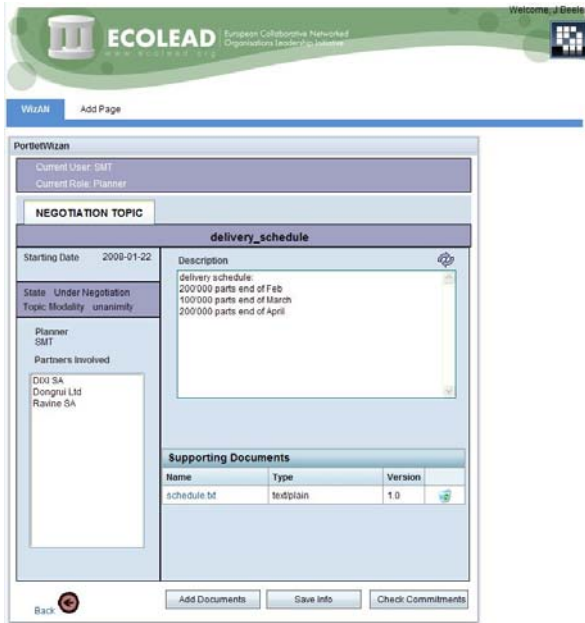 Welcome, J Beele
ECOLEAD
European Collaborative Networked
Organisations Leadership Initiative
www.ecolead.org
WizAN
Add Page
PortletWizan
Current User: SMT
Current Role: Planner
NEGOTIATION TOPIC
delivery_schedule
Starting Date 2008-01-22
State Under Negotiation
Topic Modality unanimity
Planner
SMT
Partners Involved
DIXI SA
Dongrui Ltd
Ravine SA
Description
delivery schedule:
200'000 parts end of Feb
100'000 parts end of March
200'000 parts end of April
Supporting Documents
Name Type Version
schedule.txt text/plain 1.0
Back
Add Documents Save Info Check Commitments